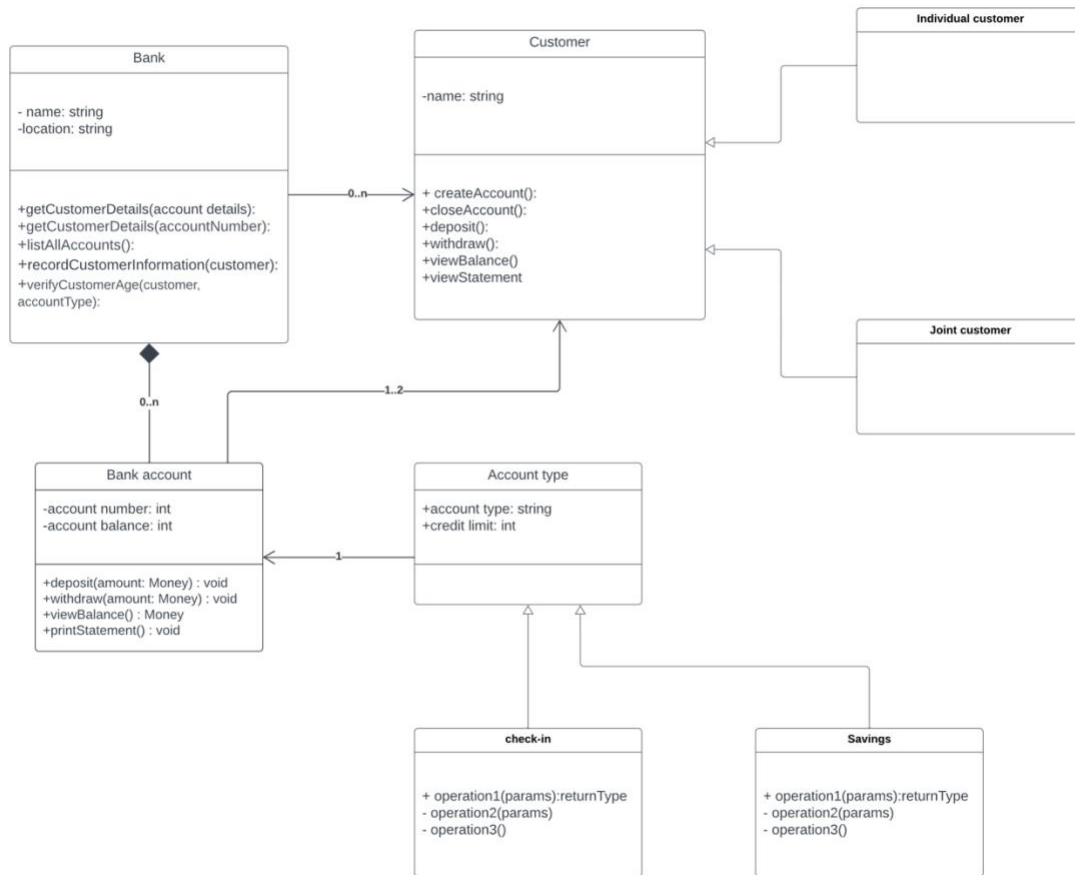 Bank
- name: string
-location: string
+getCustomerDetails(account details):
+getCustomerDetails(accountNumber):
+listAllAccounts():
+recordCustomerInformation(customer):
+verifyCustomerAge(customer,
accountType):
0..n
Customer
-name: string
+ createAccount():
+closeAccount():
+deposit():
+withdraw():
+viewBalance()
+viewStatement
Individual customer
Joint customer
0..n
1..2
Bank account
-account number: int
-account balance: int
+deposit(amount: Money) : void
+withdraw(amount: Money) : void
+viewBalance() : Money
+printStatement() : void
1
Account type
+account type: string
+credit limit: int
check-in
+ operation1(params):returnType
- operation2(params)
- operation3()
Savings
+ operation1(params):returnType
- operation2(params)
- operation3()